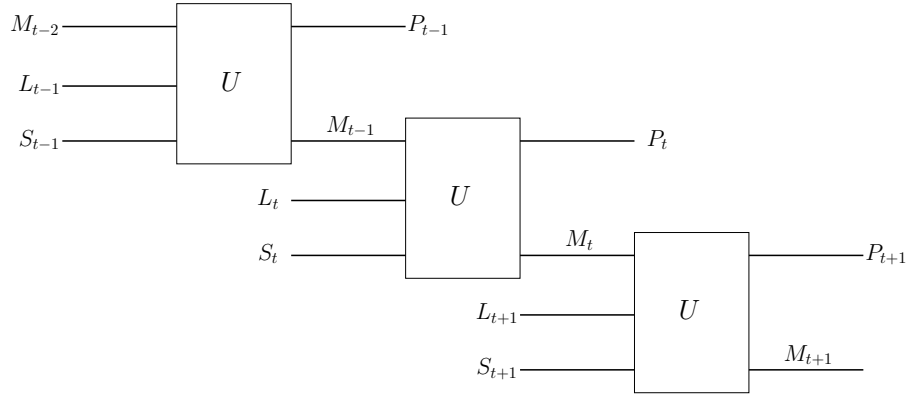 M_{t-2} P_{t-1}
L_{t-1} U
S_{t-1} M_{t-1} P_t
L_t U
S_t M_t P_{t+1}
L_{t+1} U
S_{t+1} M_{t+1}